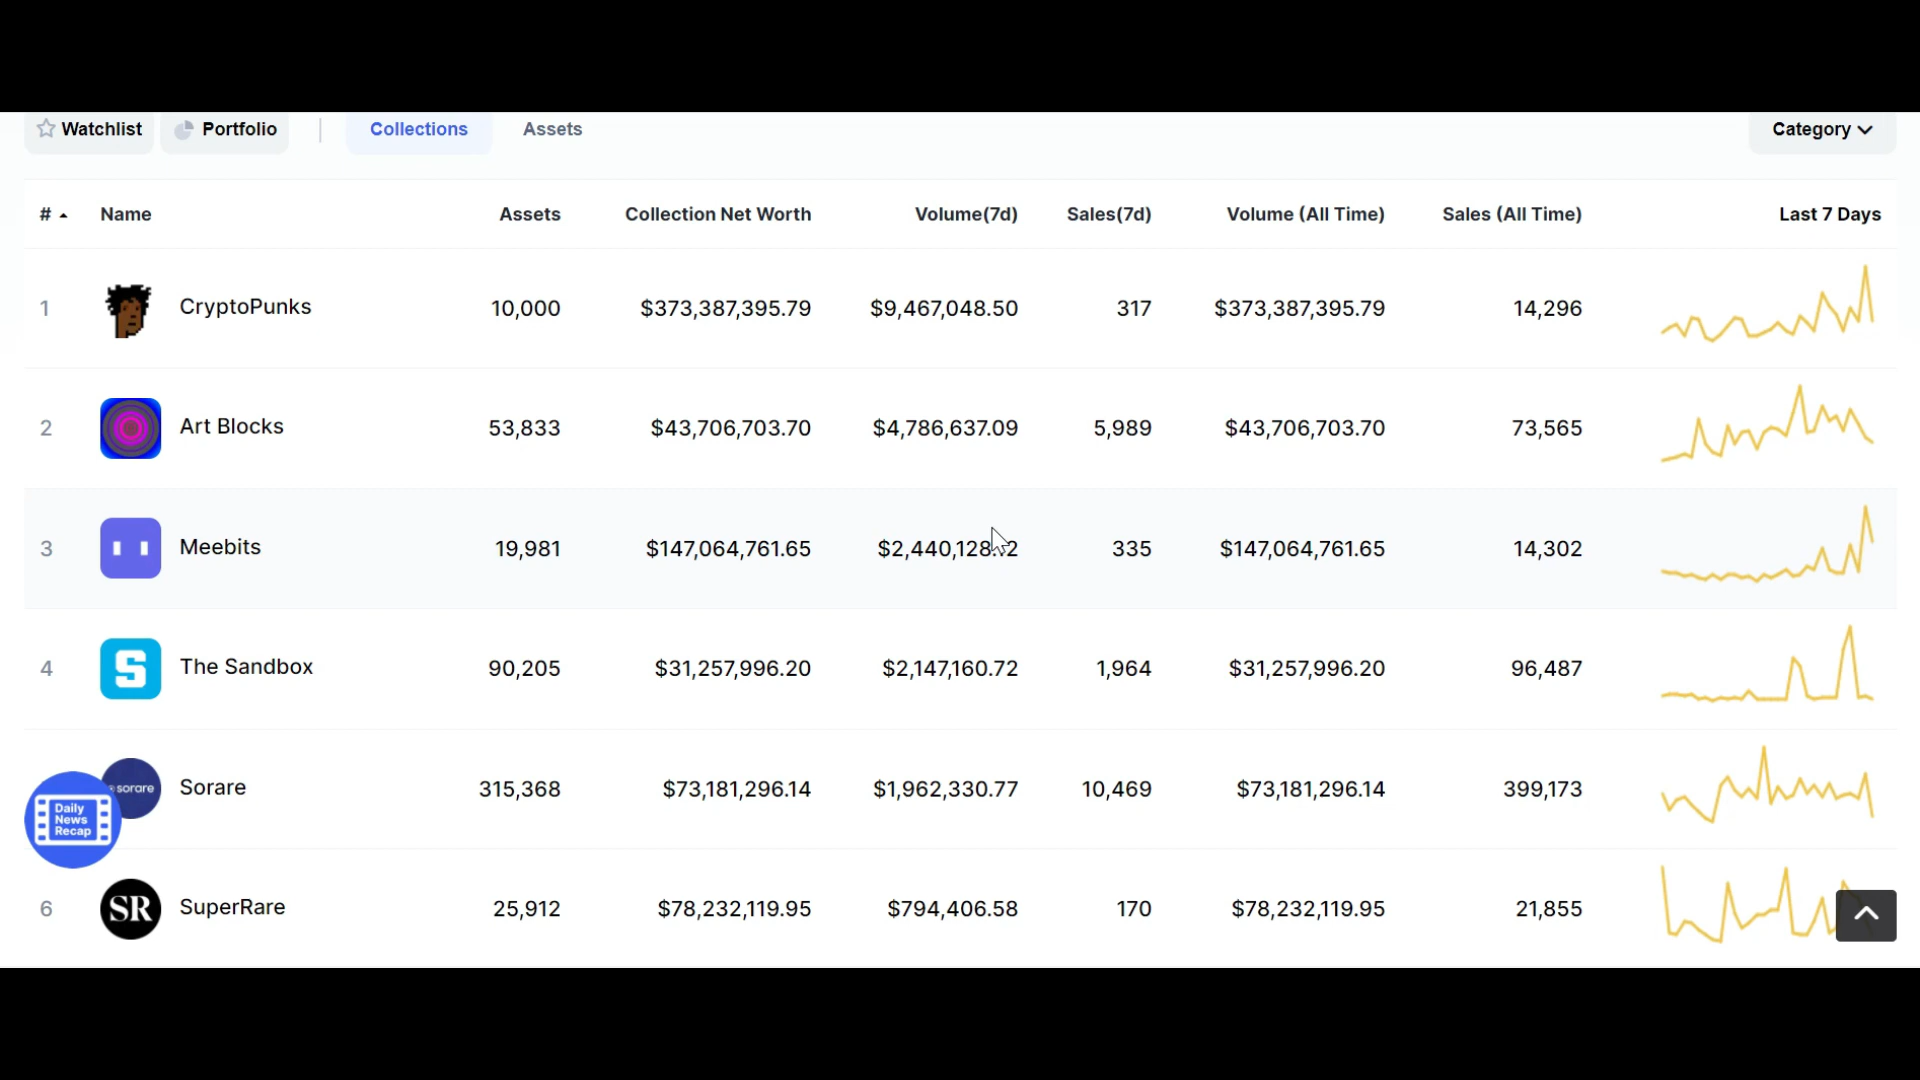 Watchlist Portfolio Collections Assets Category
# Name Assets Collection Net Worth Volume(7d) Sales(7d) Volume (All Time) Sales (All Time) Last 7 Days
1 CryptoPunks 10,000 $373,387,395.79 $9,467,048.50 317 $373,387,395.79 14,296
2 Art Blocks 53,833 $43,706,703.70 $4,786,637.09 5,989 $43,706,703.70 73,565
3 Meebits 19,981 $147,064,761.65 335 $147,064,761.65 14,302
4 S The Sandbox 90,205 $31,257,996.20 $2,147,160.72 1,964 $31,257,996.20 96,487
sorare Sorare 315,368 $73,181,296.14 $1,962,330.77 10,469 $73,181,296.14 399,173
Daily
News
Recap
6 SR SuperRare 25,912 $78,232,119.95 $794,406.58 170 $78,232,119.95 21,855